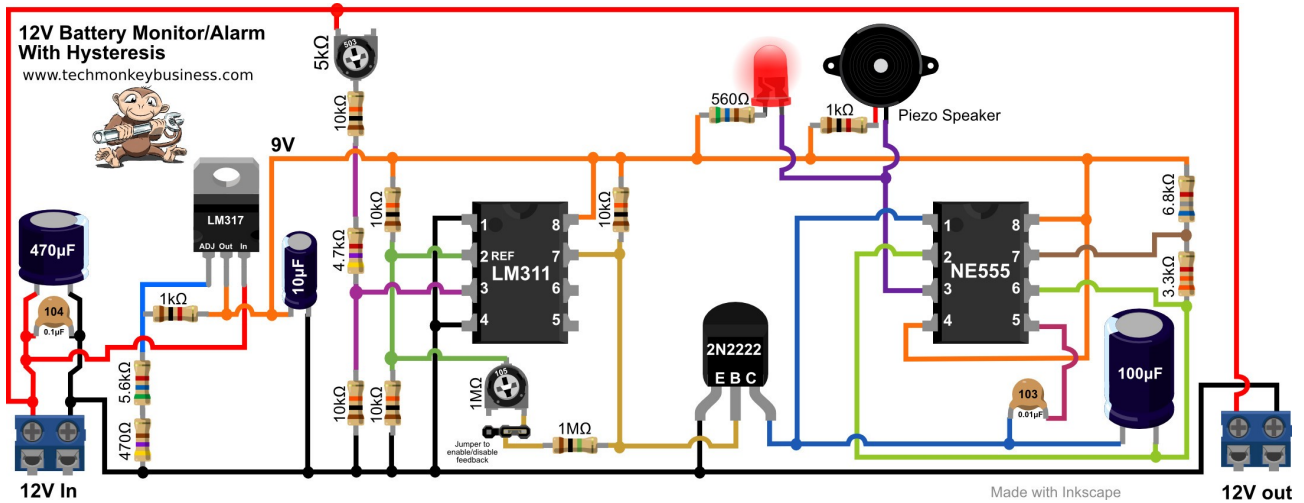 12V Battery Monitor/Alarm
With Hysteresis
www.techmonkeybusiness.com
5kΩ
503
10kΩ
560Ω
1kΩ
Piezo Speaker
9V
LM317
ADJ Out In
470µF
104
0.1µF
1kΩ
10µF
4.7kΩ
10kΩ
10kΩ
1
2 REF
3
4
8
7
6
5
LM311
1
2
3
4
8
7
6
5
NE555
6.8kΩ
3.3kΩ
5.6kΩ
470Ω
10kΩ
10kΩ
1MΩ
105
Jumper to
enable/disable
feedback
1MΩ
2N2222
E B C
103
0.01µF
100µF
12V In
Made with Inkscape
12V out